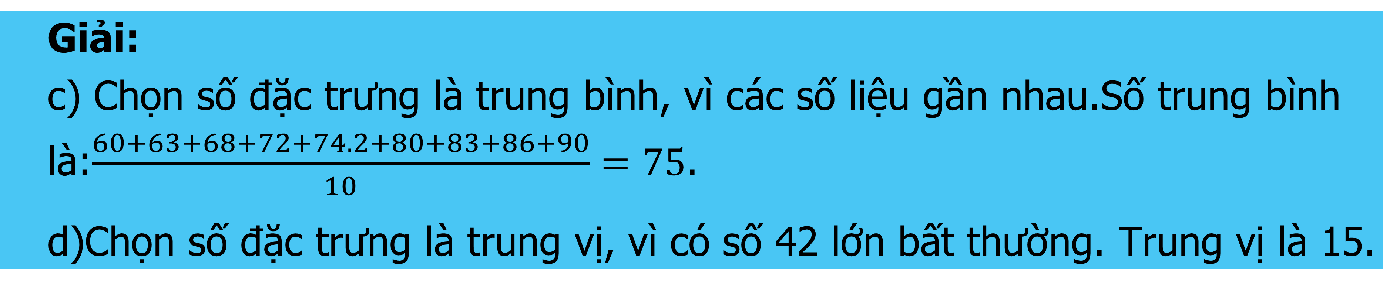 Giải:
c) Chọn số đặc trưng là trung bình, vì các số liệu gần nhau.Số trung bình
là:\frac{60+63+68+72+74.2+80+83+86+90}{10} = 75.
d)Chọn số đặc trưng là trung vị, vì có số 42 lớn bất thường. Trung vị là 15.